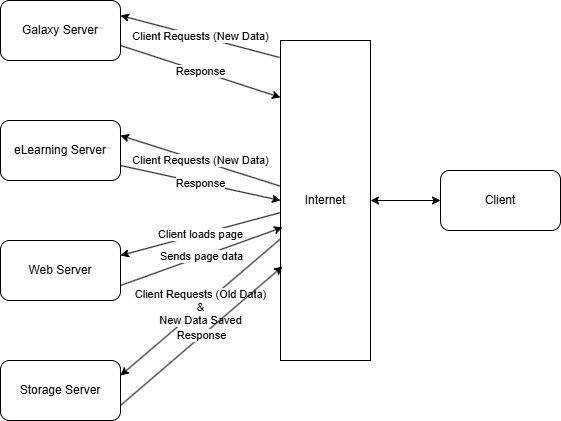 Galaxy Server
Client Requests (New Data)
Response
eLearning Server
Client Requests (New Data)
Response
Internet
Client
Client loads page
Web Server
Sends page data
Client Requests (Old Data)
&
New Data Saved
Response
Storage Server